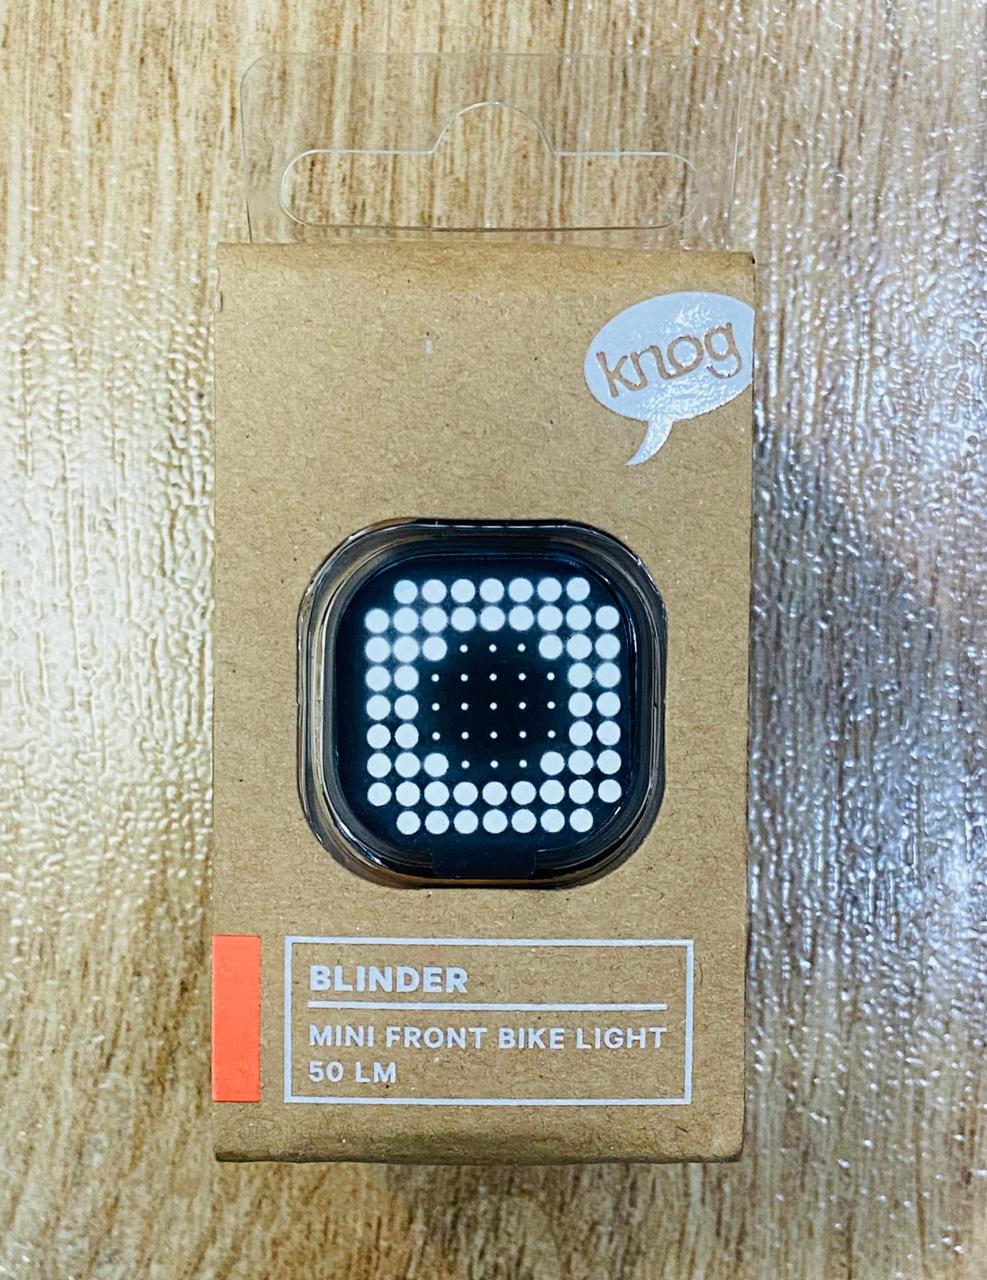 knog
BLINDER
MINI FRONT BIKE LIGHT
50 LM